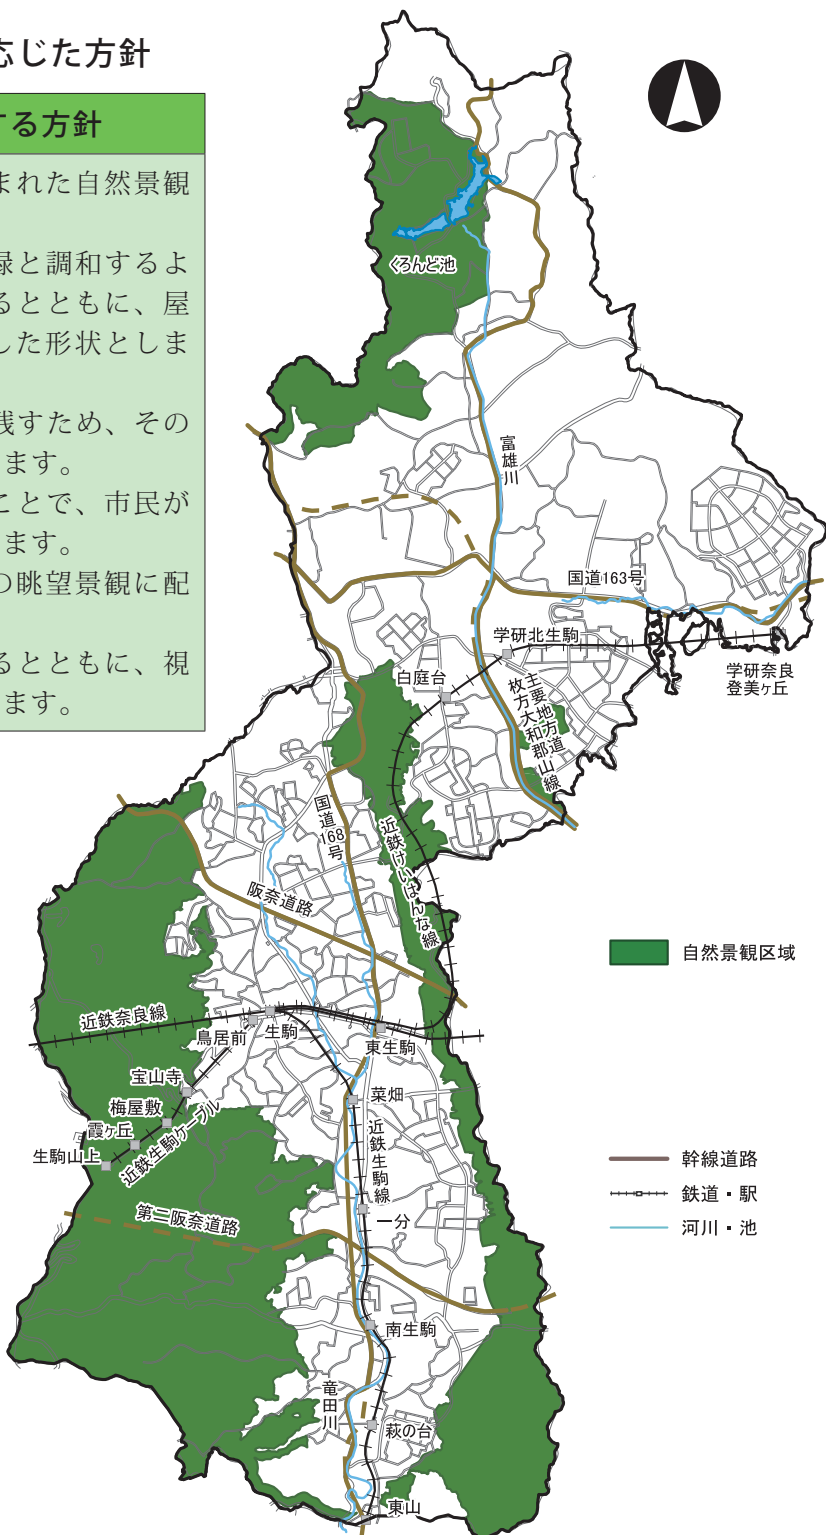 応じた方針
する方針
まれた自然景観
録と調和するよ
るとともに、屋
した形状としま
残すため、その
ます。
ことで、市民が
ます。
の眺望景観に配
るとともに、視
ます。
くろんど池
富雄川
国道163号
学研北生駒
学研奈良
登美ヶ丘
白庭台
主要地方道
枚方大和郡山線
国道168号
近鉄けいはんな線
阪奈道路
自然景観区域
近鉄奈良線
鳥居前
生駒
東生駒
宝山寺
菜畑
梅屋敷
霞ヶ丘
生駒山上
近鉄生駒ケーブル
近鉄生駒線
幹線道路
鉄道・駅
河川・池
第二阪奈道路
一分
南生駒
竜田川
萩の台
東山